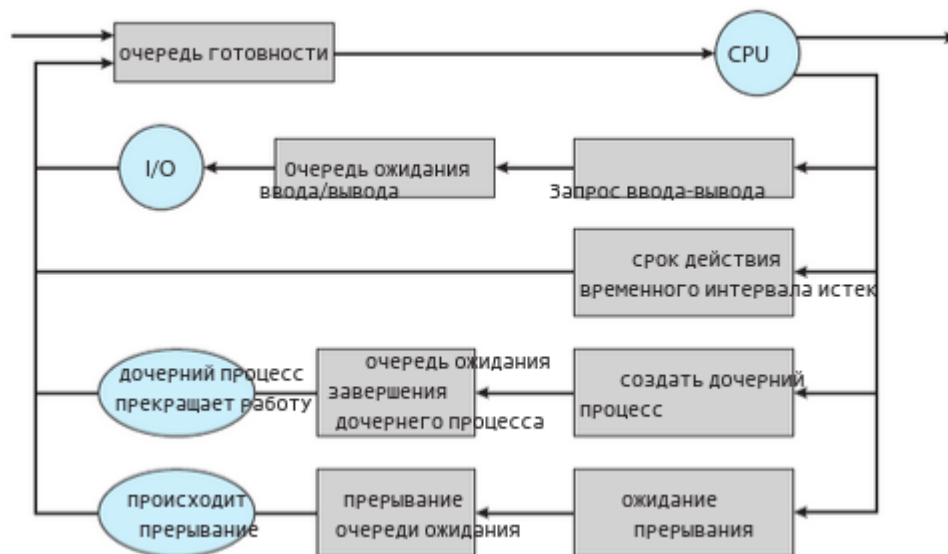 очередь готовности
CPU
I/O
Очередь ожидания
ввода/вывода
Запрос ввода-вывода
срок действия
временного интервала истек
дочерний процесс
прекращает работу
очередь ожидания
завершения
дочернего процесса
создать дочерний
процесс
происходит
прерывание
прерывание
очереди ожидания
ожидание
прерывания